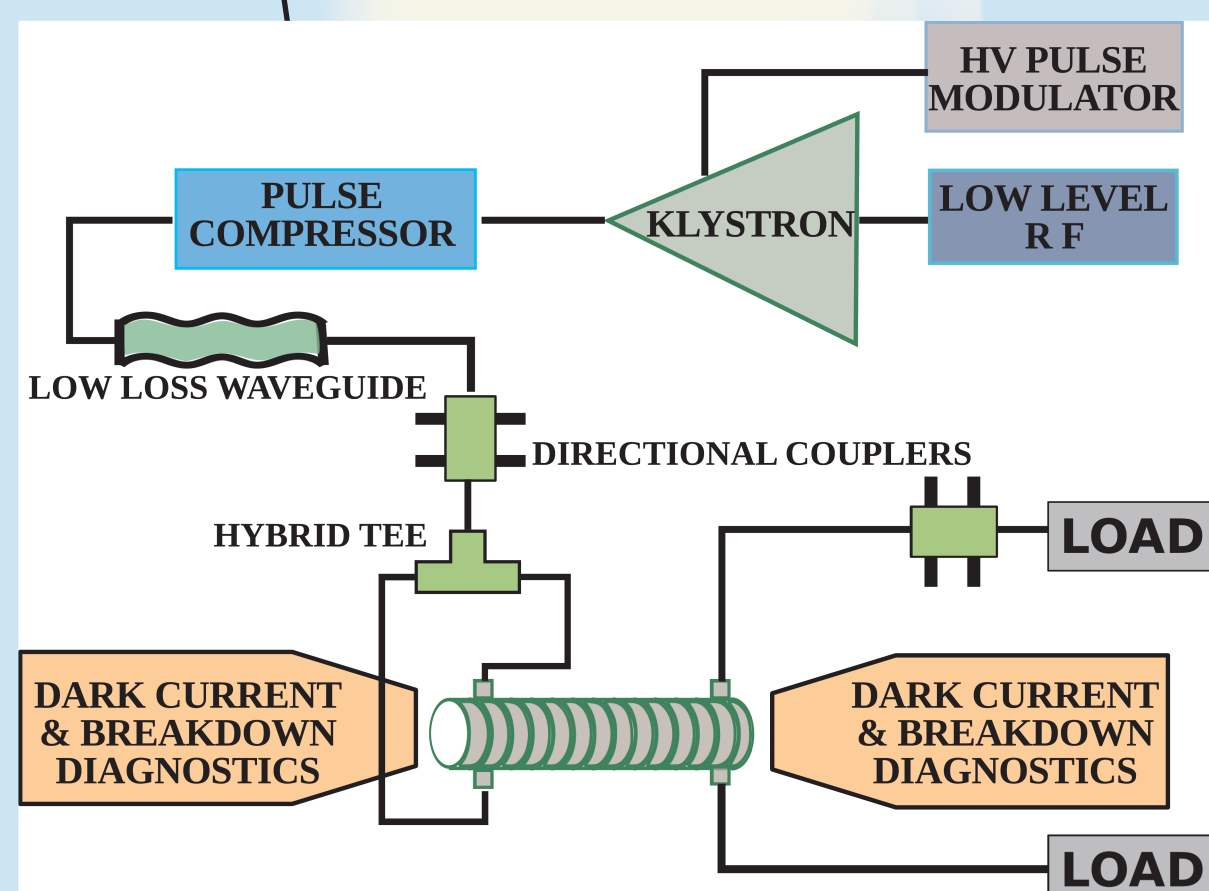 HV PULSE
MODULATOR
PULSE
COMPRESSOR
KLYSTRON
LOW LEVEL
R F
LOW LOSS WAVEGUIDE
DIRECTIONAL COUPLERS
HYBRID TEE
LOAD
DARK CURRENT
& BREAKDOWN
DIAGNOSTICS
DARK CURRENT
& BREAKDOWN
DIAGNOSTICS
LOAD